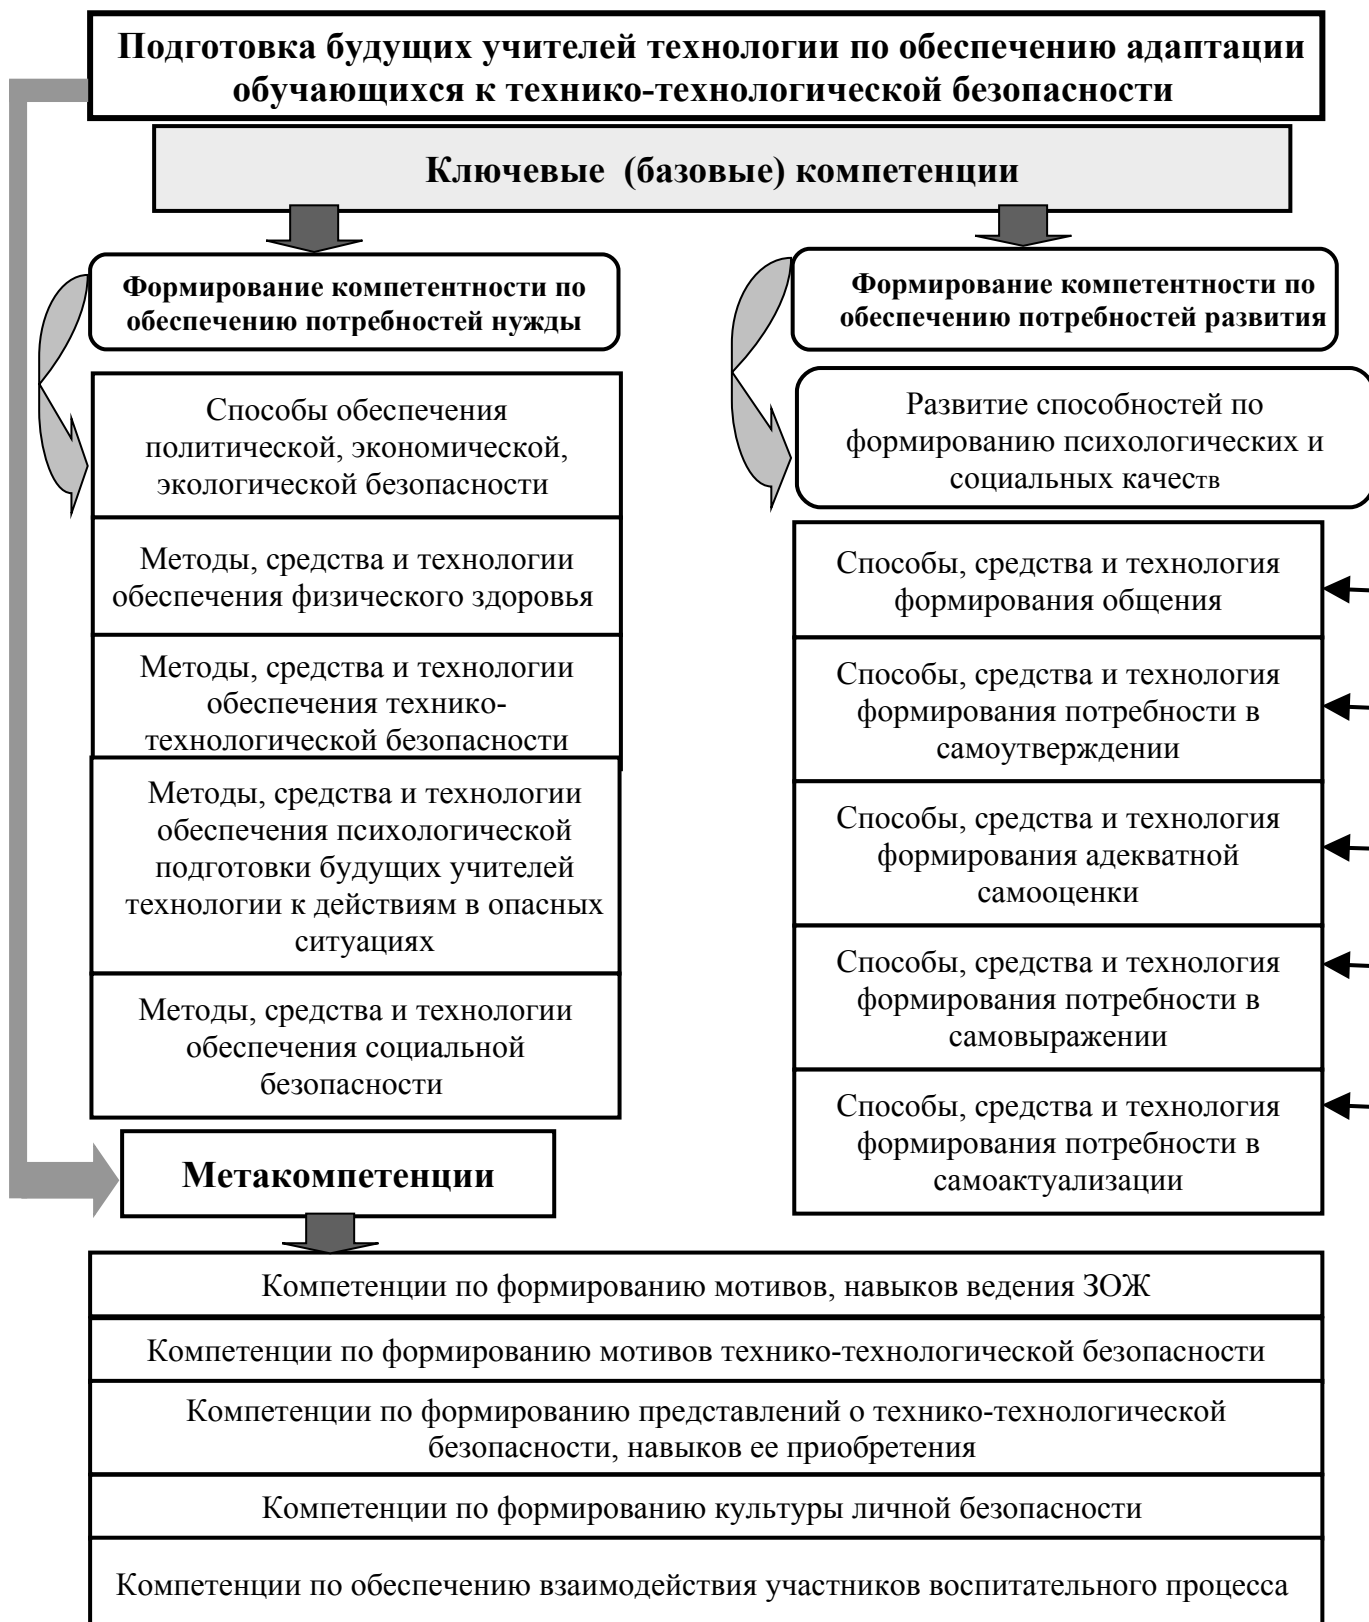 Подготовка будущих учителей технологии по обеспечению адаптации
обучающихся к технико-технологической безопасности
Ключевые (базовые) компетенции
Формирование компетентности по
обеспечению потребностей нужды
Способы обеспечения
политической, экономической,
экологической безопасности
Методы, средства и технологии
обеспечения физического здоровья
Методы, средства и технологии
обеспечения технико-
технологической безопасности
Методы, средства и технологии
обеспечения психологической
подготовки будущих учителей
технологии к действиям в опасных
ситуациях
Методы, средства и технологии
обеспечения социальной
безопасности
Формирование компетентности по
обеспечению потребностей развития
Развитие способностей по
формированию психологических и
социальных качеств
Способы, средства и технология
формирования общения
Способы, средства и технология
формирования потребности в
самоутверждении
Способы, средства и технология
формирования адекватной
самооценки
Способы, средства и технология
формирования потребности в
самовыражении
Способы, средства и технология
формирования потребности в
самоактуализации
Метакомпетенции
Компетенции по формированию мотивов, навыков ведения ЗОЖ
Компетенции по формированию мотивов технико-технологической безопасности
Компетенции по формированию представлений о технико-технологической
безопасности, навыков ее приобретения
Компетенции по формированию культуры личной безопасности
Компетенции по обеспечению взаимодействия участников воспитательного процесса